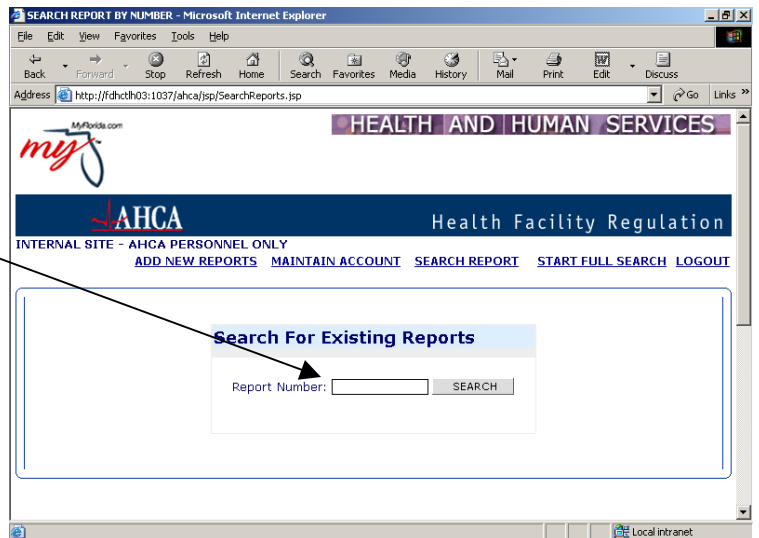 SEARCH REPORT BY NUMBER - Microsoft Internet Explorer
File Edit View Favorites Tools Help
Back Forward Stop Refresh Home Search Favorites Media History Mail Print Edit Discuss
Address http://fdhctlh03:1037/ahca/jsp/SearchReports.jsp Go Links »
MyFlorida.com
my
HEALTH AND HUMAN SERVICES
AHCA Health Facility Regulation
INTERNAL SITE - AHCA PERSONNEL ONLY
ADD NEW REPORTS MAINTAIN ACCOUNT SEARCH REPORT START FULL SEARCH LOGOUT
Search For Existing Reports
Report Number: SEARCH
Local intranet